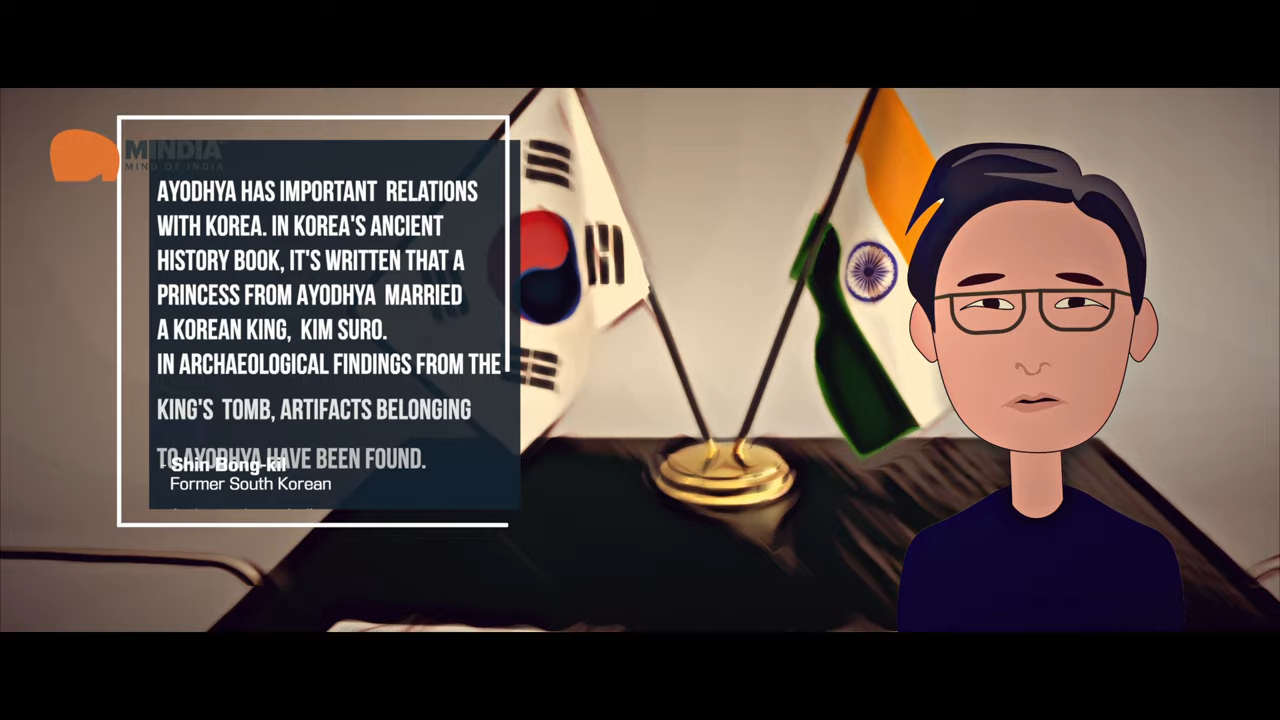 MINDIA
MIND OF INDIA
AYODHYA HAS IMPORTANT RELATIONS
WITH KOREA. IN KOREA'S ANCIENT
HISTORY BOOK, IT'S WRITTEN THAT A
PRINCESS FROM AYODHYA MARRIED
A KOREAN KING, KIM SURO.
IN ARCHAEOLOGICAL FINDINGS FROM THE
KING'S TOMB, ARTIFACTS BELONGING
TO AYODHYA HAVE BEEN FOUND.
- Shin Bong-kil
Former South Korean